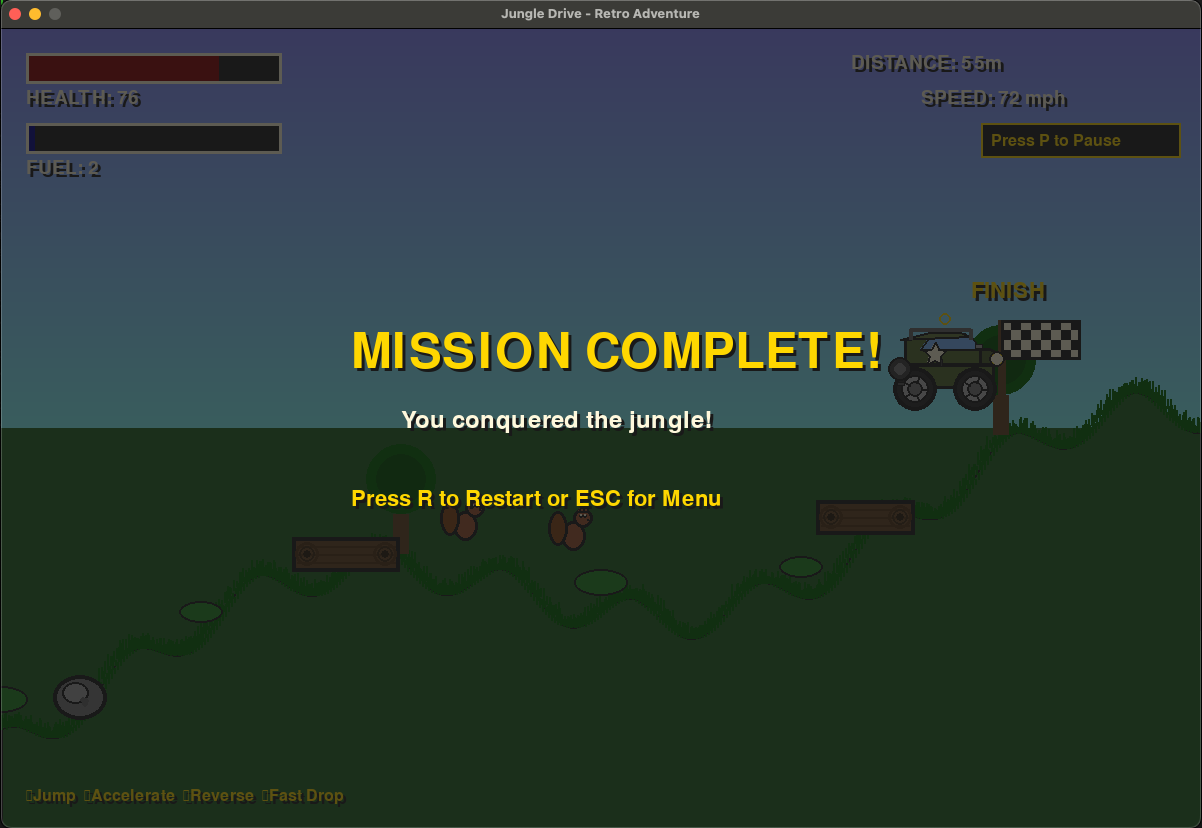 Jungle Drive - Retro Adventure
HEALTH: 76
FUEL: 2
DISTANCE: 55m
SPEED: 72 mph
Press P to Pause
FINISH
MISSION COMPLETE!
You conquered the jungle!
Press R to Restart or ESC for Menu
▯Jump ▯Accelerate ▯Reverse ▯Fast Drop